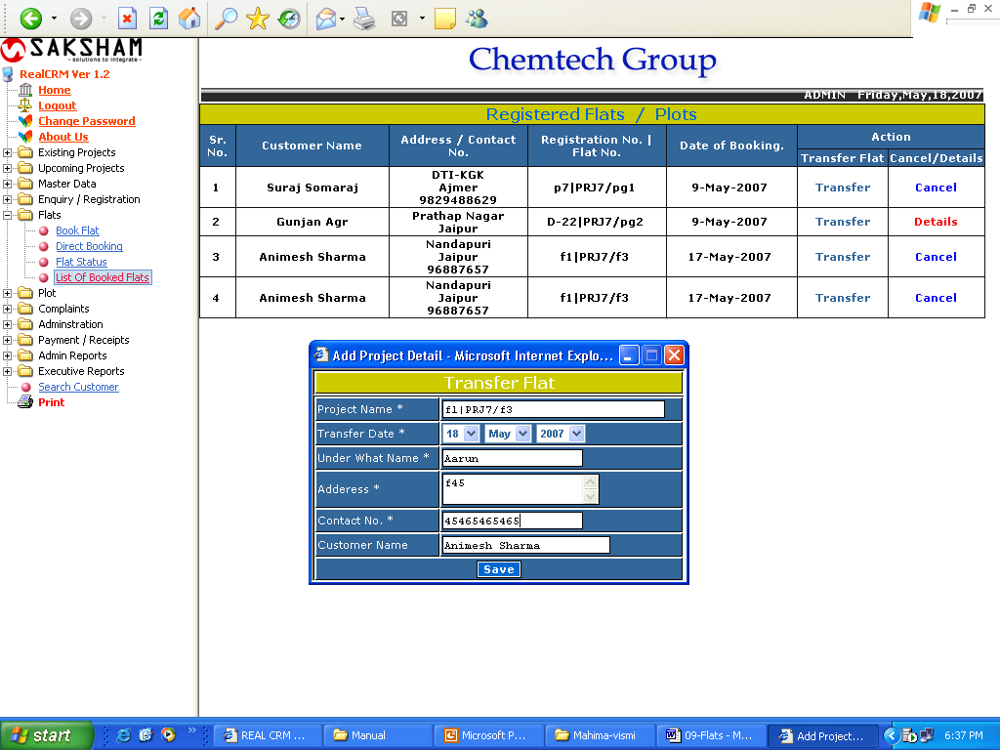 SAKSHAM
- solutions to integrate -
RealCRM Ver 1.2
Home
Logout
Change Password
About Us
Existing Projects
Upcoming Projects
Master Data
Enquiry / Registration
Flats
Book Flat
Direct Booking
Flat Status
List Of Booked Flats
Plot
Complaints
Adminstration
Payment / Receipts
Admin Reports
Executive Reports
Search Customer
Print
Chemtech Group
ADMIN Friday,May,18,2007
Registered Flats / Plots
Sr. No. Customer Name Address / Contact No. Registration No. | Flat No. Date of Booking. Action
Transfer Flat Cancel/Details
1 Suraj Somaraj DTI-KGK Ajmer 9829488629 p7|PRJ7/pg1 9-May-2007 Transfer Cancel
2 Gunjan Agr Prathap Nagar Jaipur D-22|PRJ7/pg2 9-May-2007 Transfer Details
3 Animesh Sharma Nandapuri Jaipur 96887657 f1|PRJ7/f3 17-May-2007 Transfer Cancel
4 Animesh Sharma Nandapuri Jaipur 96887657 f1|PRJ7/f3 17-May-2007 Transfer Cancel
Add Project Detail - Microsoft Internet Explo...
Transfer Flat
Project Name * f1|PRJ7/f3
Transfer Date * 18 May 2007
Under What Name * Aarun
Adderess * f45
Contact No. * 45465465465
Customer Name Animesh Sharma
Save
start REAL CRM ... Manual Microsoft P... Mahima-vismi 09-Flats - M... Add Project... 6:37 PM